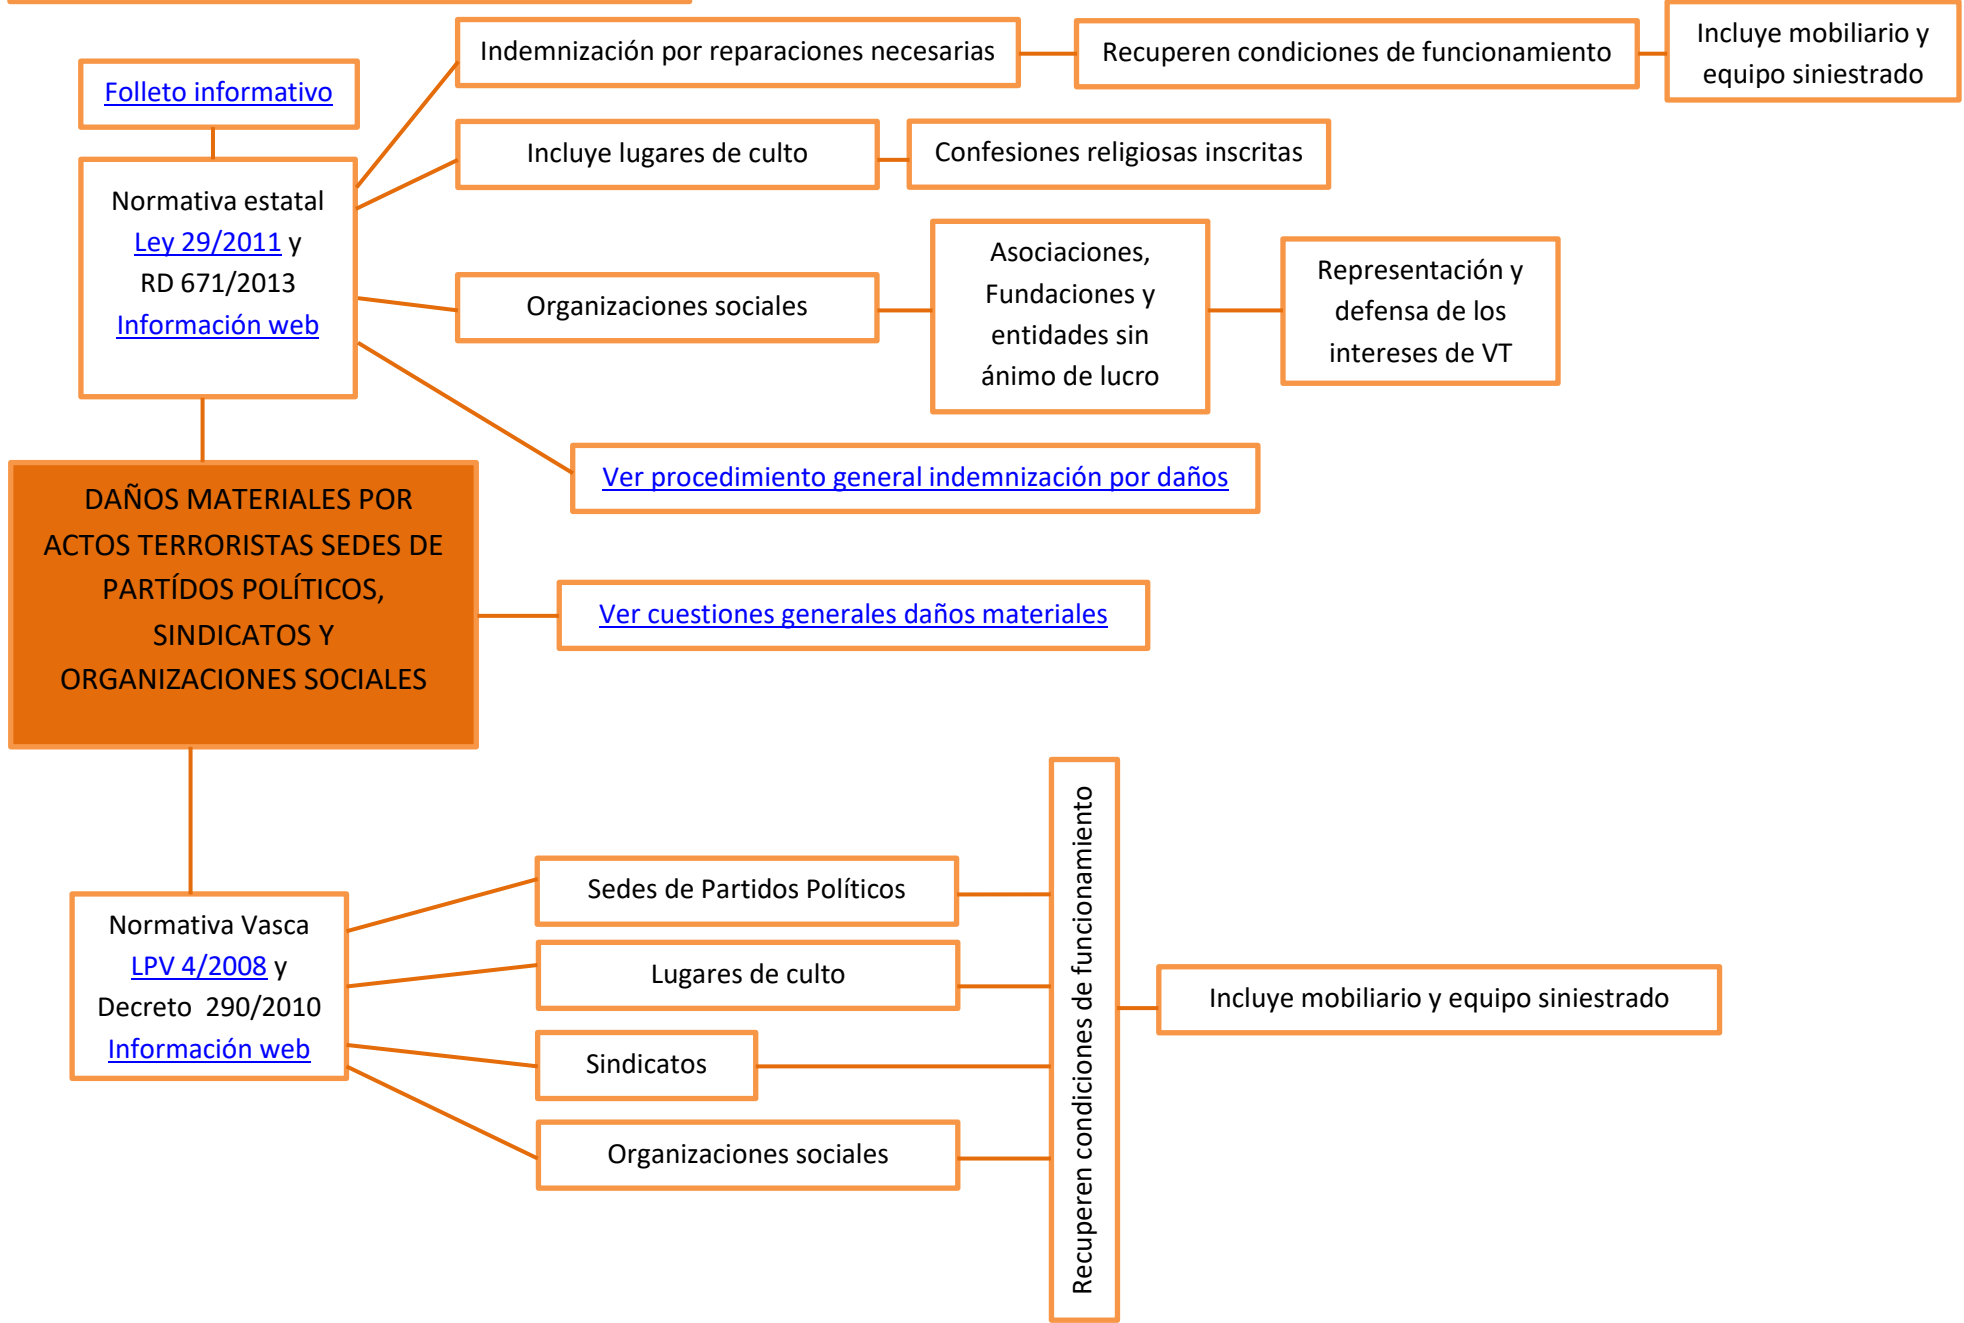 Indemnización por reparaciones necesarias
Recuperen condiciones de funcionamiento
Incluye mobiliario y
equipo siniestrado
Folleto informativo
Incluye lugares de culto
Confesiones religiosas inscritas
Normativa estatal
Ley 29/2011 y
RD 671/2013
Información web
Organizaciones sociales
Asociaciones,
Fundaciones y
entidades sin
ánimo de lucro
Representación y
defensa de los
intereses de VT
Ver procedimiento general indemnización por daños
DAÑOS MATERIALES POR
ACTOS TERRORISTAS SEDES DE
PARTÍDOS POLÍTICOS,
SINDICATOS Y
ORGANIZACIONES SOCIALES
Ver cuestiones generales daños materiales
Normativa Vasca
LPV 4/2008 y
Decreto  290/2010
Información web
Sedes de Partidos Políticos
Lugares de culto
Sindicatos
Organizaciones sociales
Recuperen condiciones de funcionamiento
Incluye mobiliario y equipo siniestrado